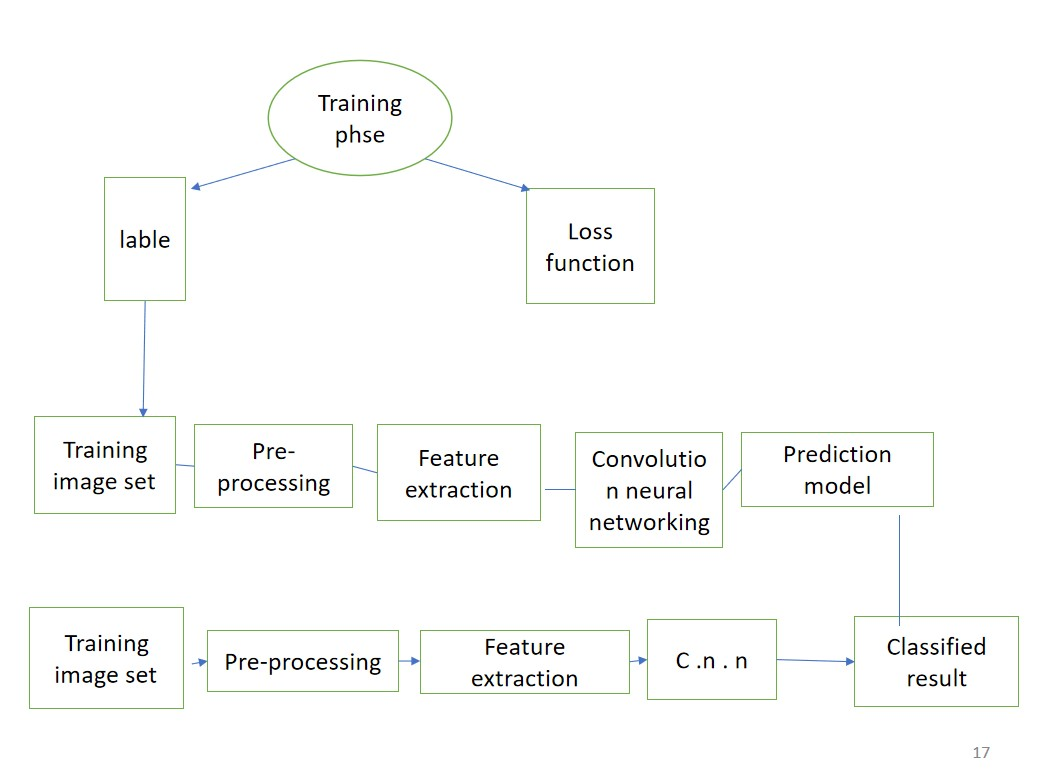 Training
phse
lable
Loss
function
Training
image set
Pre-
processing
Feature
extraction
Convolutio
n neural
networking
Prediction
model
Training
image set
Pre-processing
Feature
extraction
C .n . n
Classified
result
17